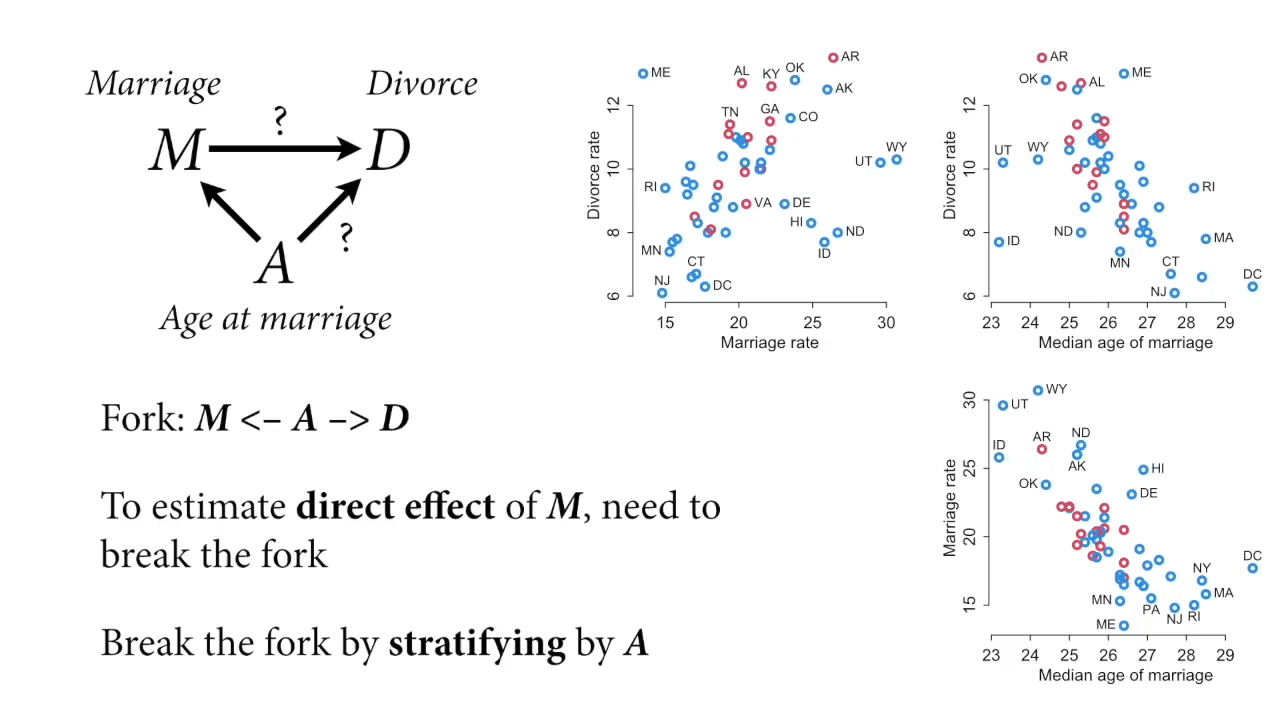 Marriage
Divorce
?
M
D
?
A
Age at marriage
Fork: M <– A –> D
To estimate direct effect of M, need to
break the fork
Break the fork by stratifying by A
ME
AL
KY
OK
AR
AK
TN
GA
CO
UT
WY
RI
VA
DE
HI
ND
MN
ID
CT
NJ
DC
Divorce rate
6
8
10
12
15
20
25
30
Marriage rate
AR
OK
AL
ME
UT
WY
RI
ND
ID
MA
MN
CT
NJ
DC
Divorce rate
6
8
10
12
23
24
25
26
27
28
29
Median age of marriage
WY
UT
AR
ND
ID
AK
HI
OK
DE
DC
NY
MA
MN
PA
NJ
RI
ME
Marriage rate
15
20
25
30
23
24
25
26
27
28
29
Median age of marriage